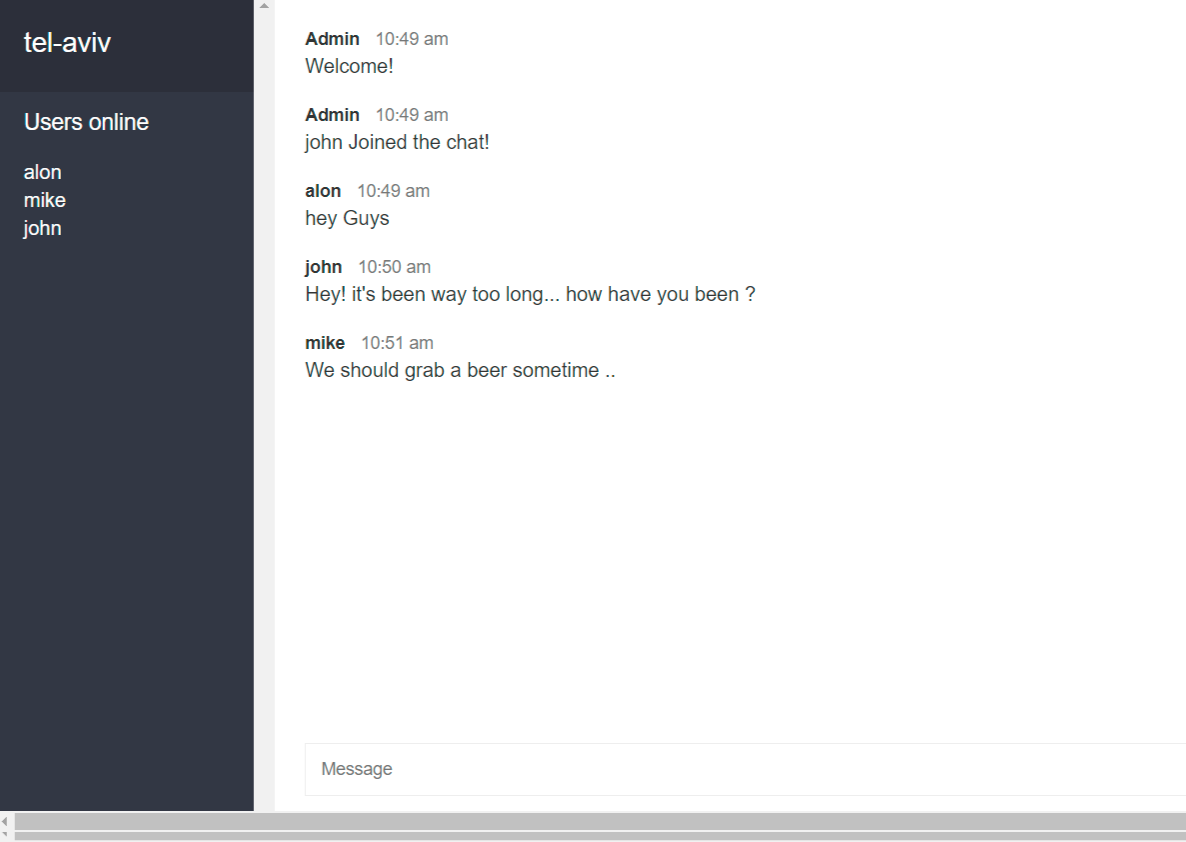 tel-aviv
Users online
alon
mike
john
Admin 10:49 am
Welcome!
Admin 10:49 am
john Joined the chat!
alon 10:49 am
hey Guys
john 10:50 am
Hey! it's been way too long... how have you been ?
mike 10:51 am
We should grab a beer sometime ..
Message